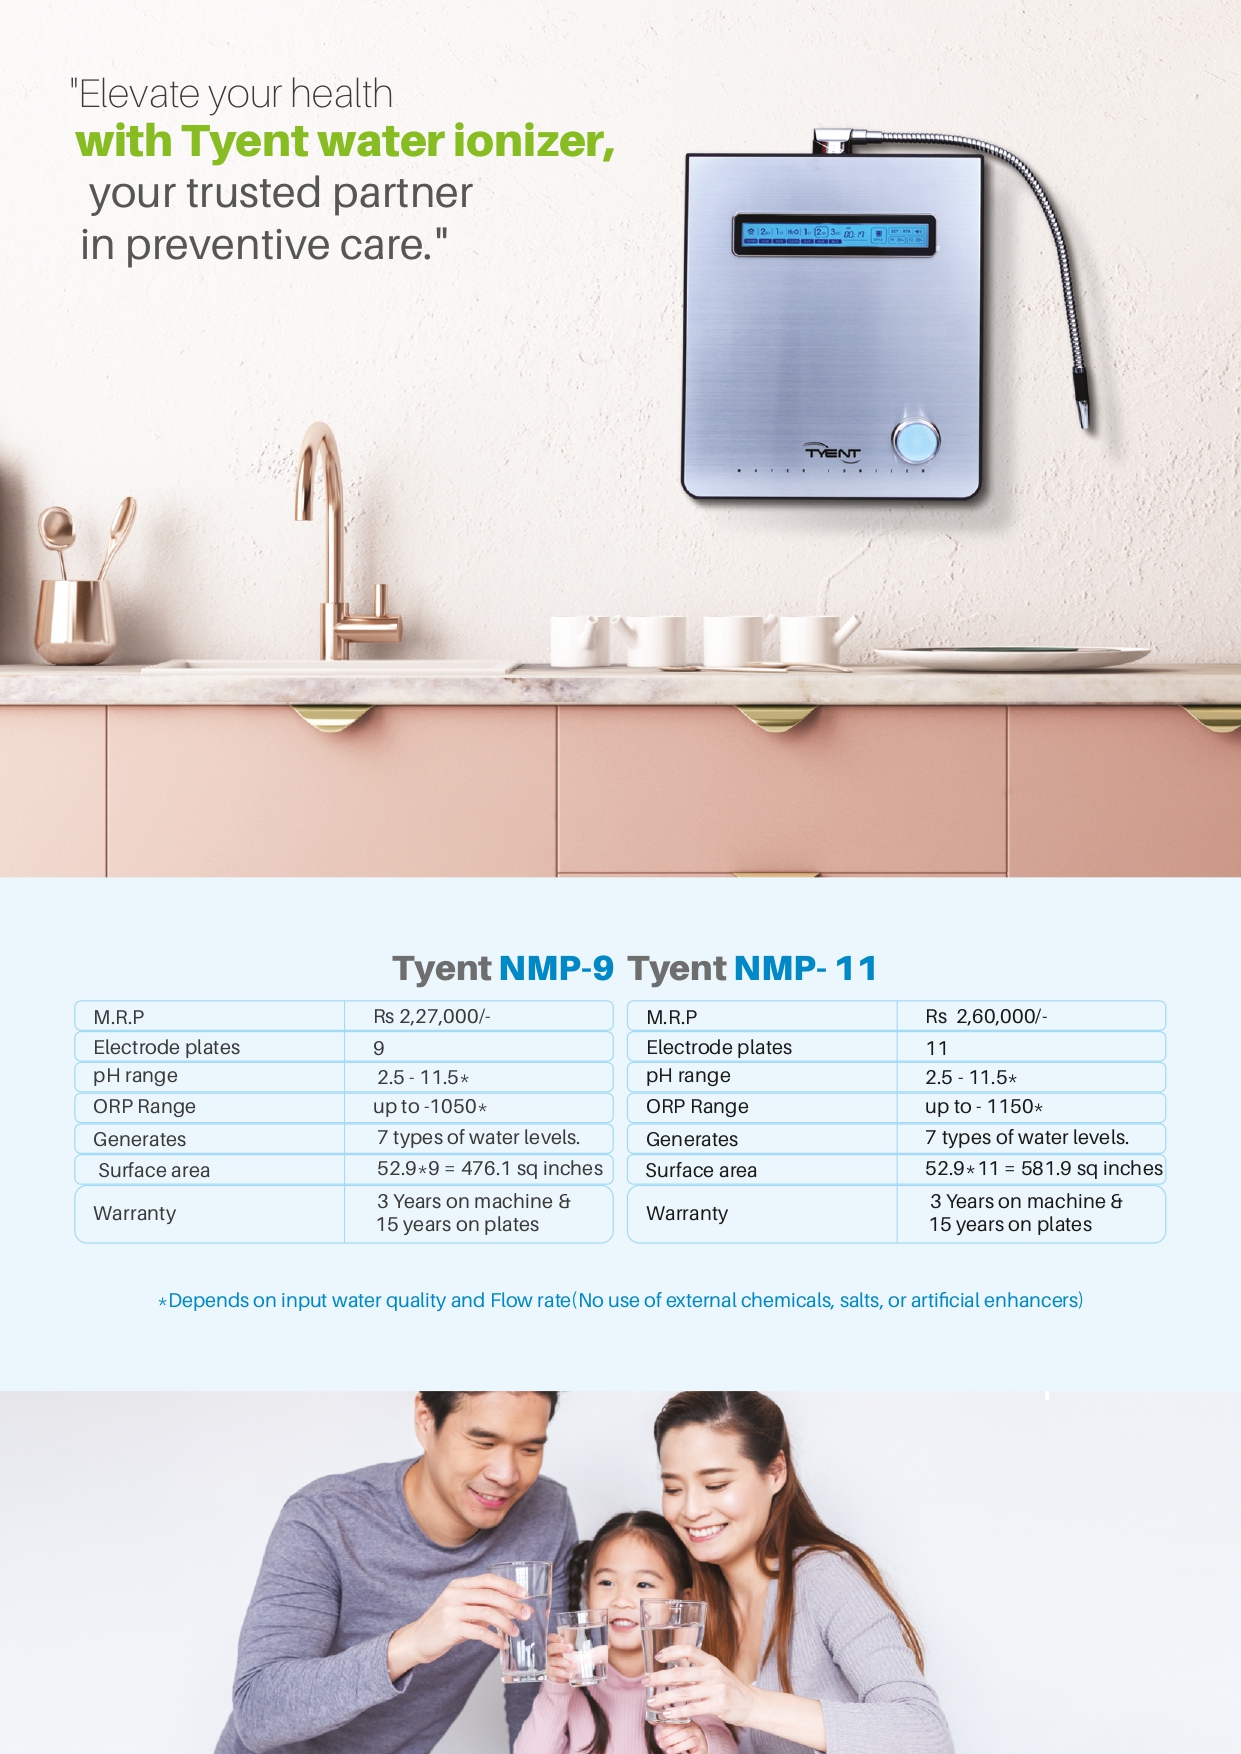 "Elevate your health
with Tyent water ionizer,
your trusted partner
in preventive care."
TYENT
WATER IONIZER
Tyent NMP-9
M.R.P Rs 2,27,000/-
Electrode plates 9
pH range 2.5 - 11.5*
ORP Range up to -1050*
Generates 7 types of water levels.
Surface area 52.9*9 = 476.1 sq inches
Warranty 3 Years on machine &
15 years on plates
Tyent NMP- 11
M.R.P Rs 2,60,000/-
Electrode plates 11
pH range 2.5 - 11.5*
ORP Range up to - 1150*
Generates 7 types of water levels.
Surface area 52.9*11 = 581.9 sq inches
Warranty 3 Years on machine &
15 years on plates
*Depends on input water quality and Flow rate(No use of external chemicals, salts, or artificial enhancers)